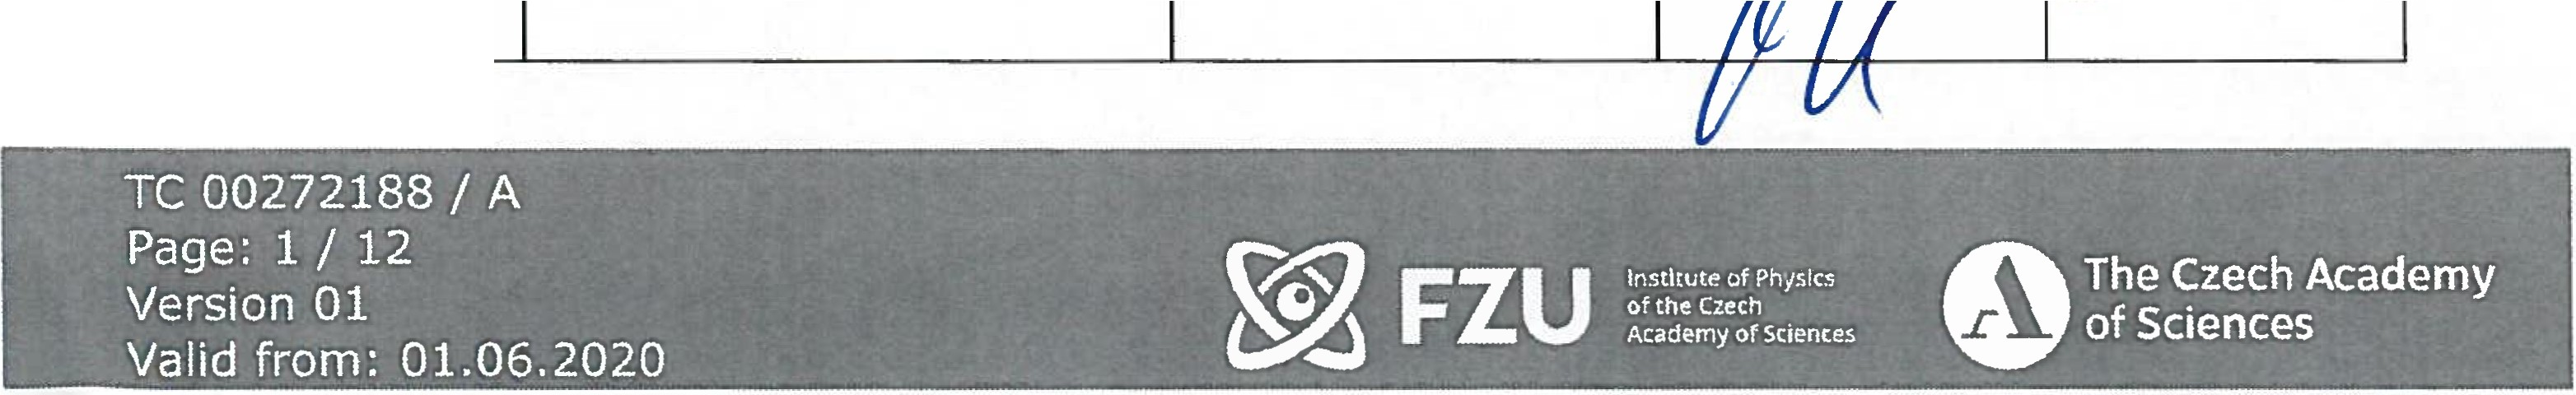 TC 00272188 / A
Page: 1 / 12
Version 01
Valid from: 01.06.2020
FZU
Institute of Physics
of the Czech
Academy of Sciences
The Czech Academy
of Sciences